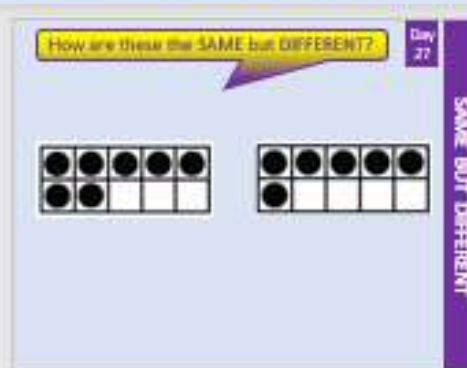 How are these the SAME but DIFFERENT?
Day
27
SAME BUT DIFFERENT